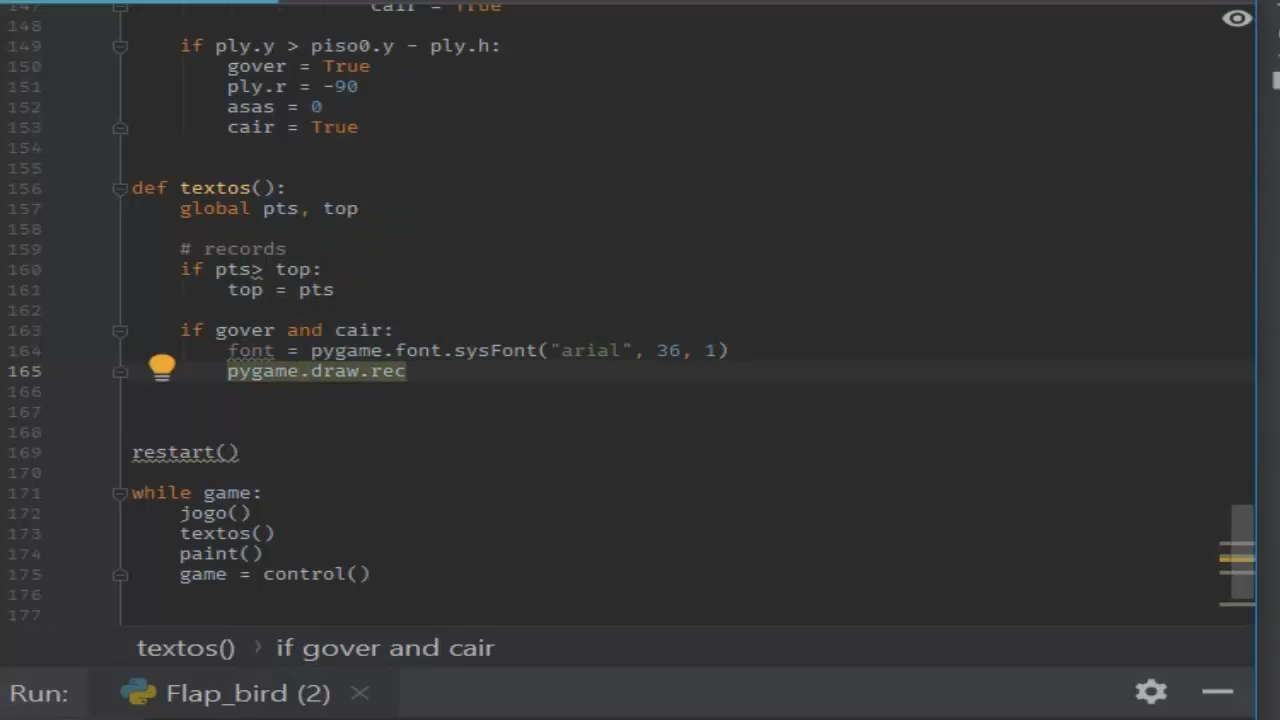 147 cair = True
148
149 if ply.y > piso0.y - ply.h:
150 gover = True
151 ply.r = -90
152 asas = 0
153 cair = True
154
155
156 def textos():
157 global pts, top
158
159 # records
160 if pts> top:
161 top = pts
162
163 if gover and cair:
164 font = pygame.font.sysFont("arial", 36, 1)
165 pygame.draw.rec
166
167
168
169 restart()
170
171 while game:
172 jogo()
173 textos()
174 paint()
175 game = control()
176
177
textos() › if gover and cair
Run: Flap_bird (2) ×